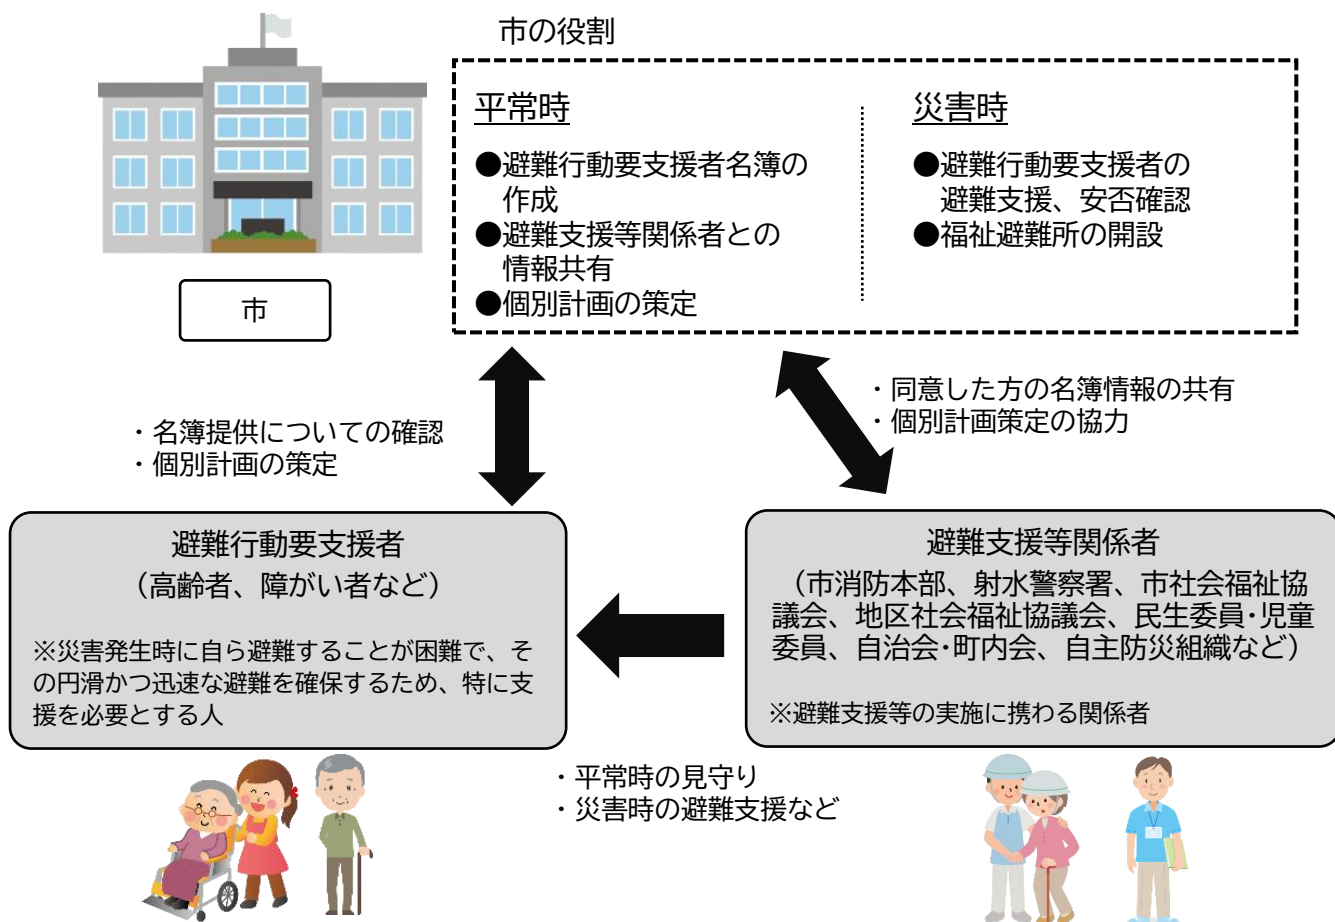 市の役割
平常時
●避難行動要支援者名簿の
作成
●避難支援等関係者との
情報共有
●個別計画の策定
災害時
●避難行動要支援者の
避難支援、安否確認
●福祉避難所の開設
市
・名簿提供についての確認
・個別計画の策定
・同意した方の名簿情報の共有
・個別計画策定の協力
避難行動要支援者
（高齢者、障がい者など）
※災害発生時に自ら避難することが困難で、そ
の円滑かつ迅速な避難を確保するため、特に支
援を必要とする人
避難支援等関係者
（市消防本部、射水警察署、市社会福祉協
議会、地区社会福祉協議会、民生委員･児童
委員、自治会･町内会、自主防災組織など）
※避難支援等の実施に携わる関係者
・平常時の見守り
・災害時の避難支援など